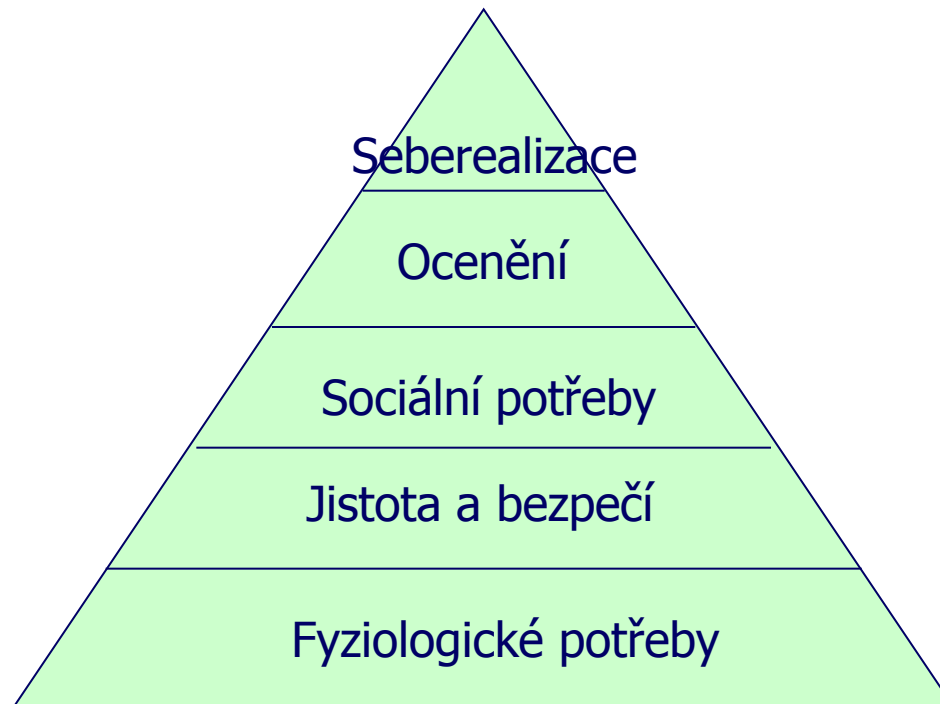 Seberealizace
Ocenění
Sociální potřeby
Jistota a bezpečí
Fyziologické potřeby